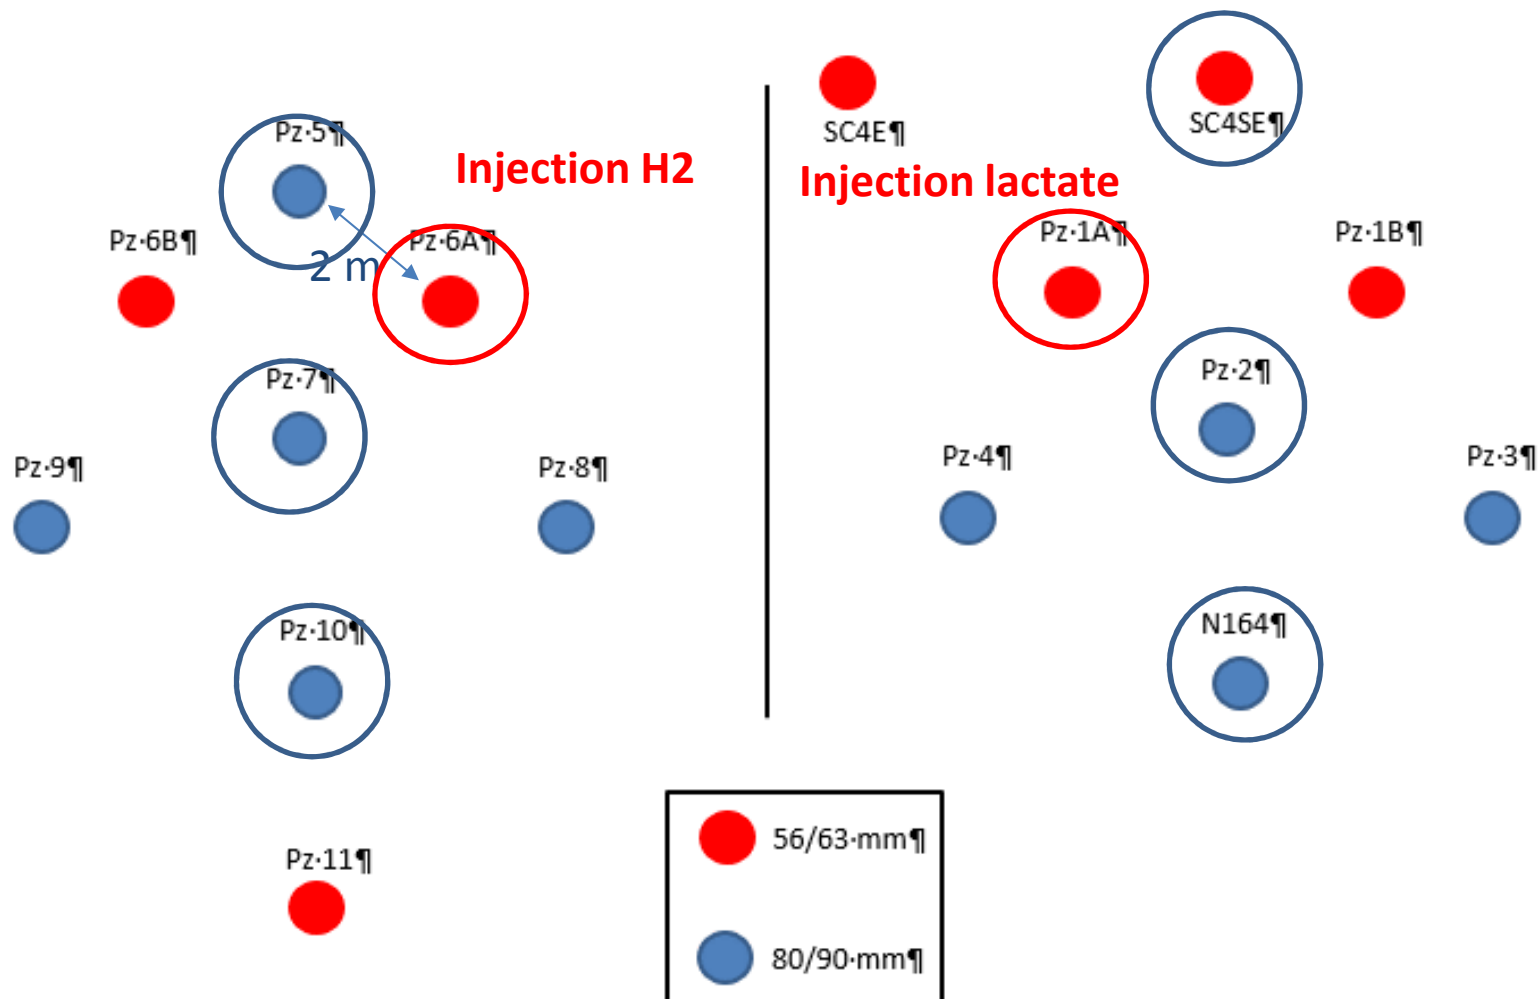 SC4E¶
SC4SE¶
Pz·5¶
Injection H2
Injection lactate
Pz·6B¶
Pz·6A¶
2 m
Pz·1A¶
Pz·1B¶
Pz·7¶
Pz·2¶
Pz·9¶
Pz·8¶
Pz·4¶
Pz·3¶
Pz·10¶
N164¶
Pz·11¶
56/63·mm¶
80/90·mm¶